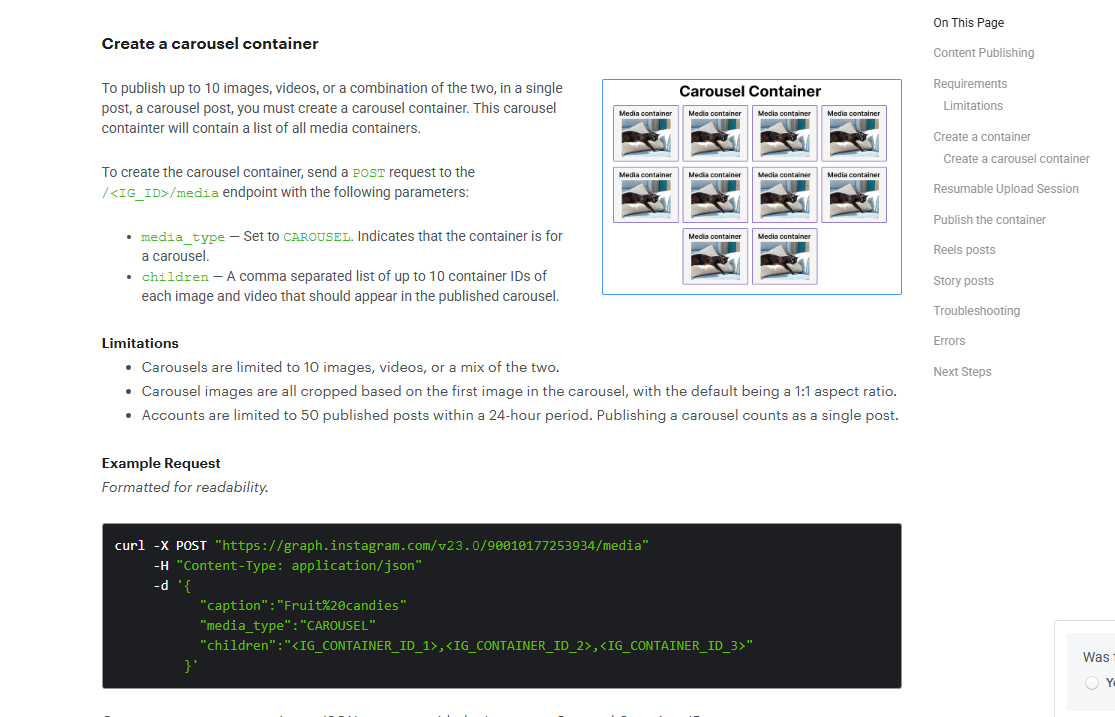 Create a carousel container
To publish up to 10 images, videos, or a combination of the two, in a single
post, a carousel post, you must create a carousel container. This carousel
containter will contain a list of all media containers.
To create the carousel container, send a POST request to the
/<IG_ID>/media endpoint with the following parameters:
media_type — Set to CAROUSEL. Indicates that the container is for
a carousel.
children — A comma separated list of up to 10 container IDs of
each image and video that should appear in the published carousel.
Carousel Container
Media container Media container Media container Media container
Media container Media container Media container Media container
Media container Media container
Limitations
Carousels are limited to 10 images, videos, or a mix of the two.
Carousel images are all cropped based on the first image in the carousel, with the default being a 1:1 aspect ratio.
Accounts are limited to 50 published posts within a 24-hour period. Publishing a carousel counts as a single post.
Example Request
Formatted for readability.
curl -X POST "https://graph.instagram.com/v23.0/90010177253934/media"
-H "Content-Type: application/json"
-d '{
"caption":"Fruit%20candies"
"media_type":"CAROUSEL"
"children":"<IG_CONTAINER_ID_1>,<IG_CONTAINER_ID_2>,<IG_CONTAINER_ID_3>"
}'
On This Page
Content Publishing
Requirements
Limitations
Create a container
Create a carousel container
Resumable Upload Session
Publish the container
Reels posts
Story posts
Troubleshooting
Errors
Next Steps
Was